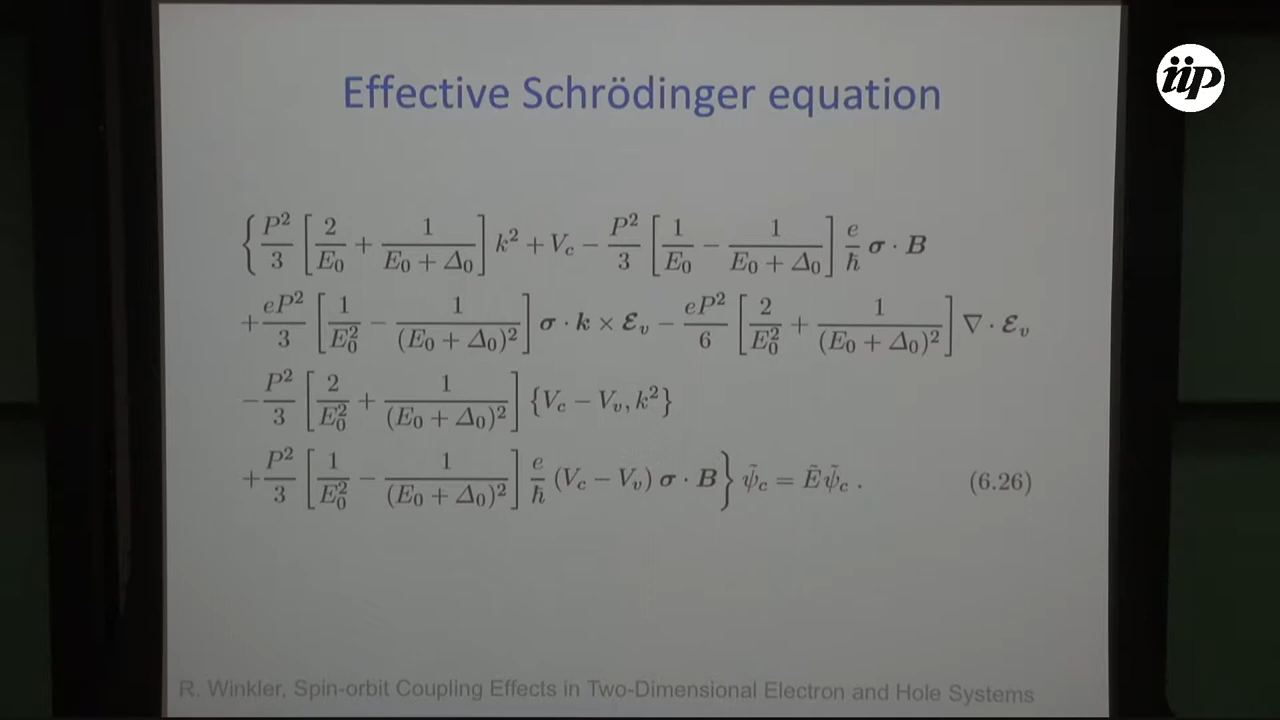 iip
Effective Schrödinger equation
{ P²/3 [ 2/E₀ + 1/(E₀ + Δ₀) ] k² + V_c − P²/3 [ 1/E₀ − 1/(E₀ + Δ₀) ] e/ħ σ · B
+ eP²/3 [ 1/E₀² − 1/(E₀ + Δ₀)² ] σ · k × ℰ_v − eP²/6 [ 2/E₀² + 1/(E₀ + Δ₀)² ] ∇ · ℰ_v
− P²/3 [ 2/E₀² + 1/(E₀ + Δ₀)² ] {V_c − V_v, k²}
+ P²/3 [ 1/E₀² − 1/(E₀ + Δ₀)² ] e/ħ (V_c − V_v) σ · B } ψ̃_c = Ẽψ̃_c . (6.26)
R. Winkler, Spin-orbit Coupling Effects in Two-Dimensional Electron and Hole Systems